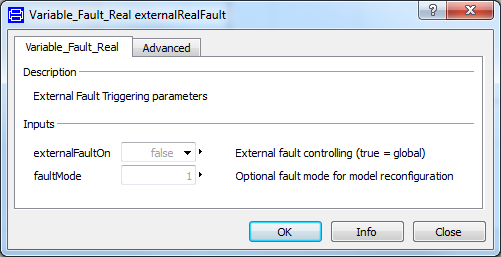 Variable_Fault_Real externalRealFault
?
Variable_Fault_Real Advanced
Description
External Fault Triggering parameters
Inputs
externalFaultOn false External fault controlling (true = global)
faultMode 1 Optional fault mode for model reconfiguration
OK Info Close